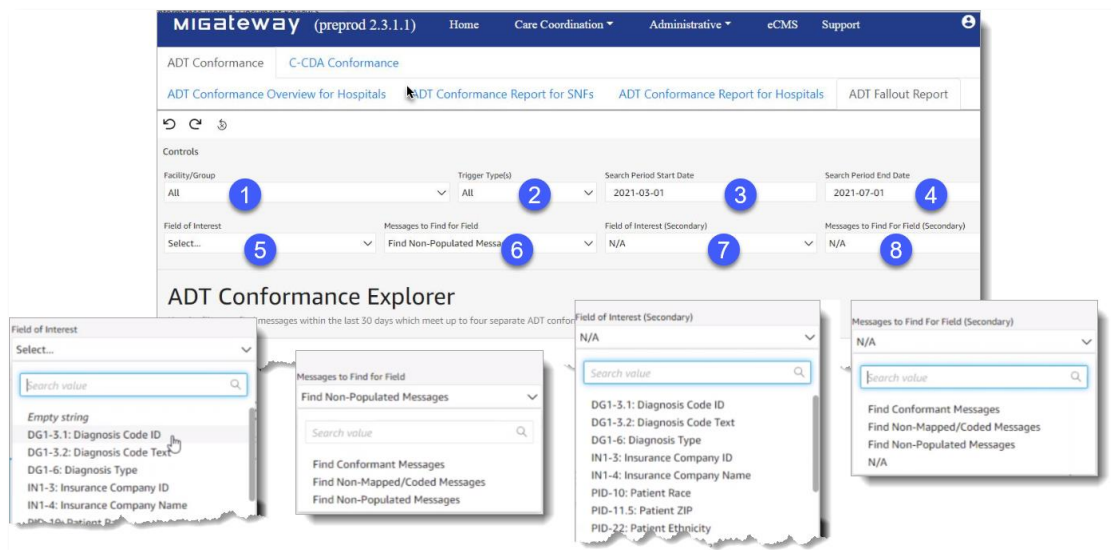 MIGateway (preprod 2.3.1.1) Home Care Coordination Administrative eCMS Support
ADT Conformance C-CDA Conformance
ADT Conformance Overview for Hospitals ADT Conformance Report for SNFs ADT Conformance Report for Hospitals ADT Fallout Report
Controls
Facility/Group Trigger Type(s) Search Period Start Date Search Period End Date
All 1 All 2 2021-03-01 3 2021-07-01 4
Field of Interest Messages to Find for Field Field of Interest (Secondary) Messages to Find For Field (Secondary)
Select... 5 Find Non-Populated 6 N/A 7 N/A 8
ADT Conformance Explorer
messages within the last 30 days which meet up to four separate ADT
Field of Interest
Select...
Search value
Empty string
DG1-3.1: Diagnosis Code ID
DG1-3.2: Diagnosis Code Text
DG1-6: Diagnosis Type
IN1-3: Insurance Company ID
IN1-4: Insurance Company Name
PID-10: Patient
Messages to Find for Field
Find Non-Populated Messages
Search value
Find Conformant Messages
Find Non-Mapped/Coded Messages
Find Non-Populated Messages
Field of Interest (Secondary)
N/A
Search value
DG1-3.1: Diagnosis Code ID
DG1-3.2: Diagnosis Code Text
DG1-6: Diagnosis Type
IN1-3: Insurance Company ID
IN1-4: Insurance Company Name
PID-10: Patient Race
PID-11.5: Patient ZIP
PID-22: Patient Ethnicity
Messages to Find For Field (Secondary)
N/A
Search value
Find Conformant Messages
Find Non-Mapped/Coded Messages
Find Non-Populated Messages
N/A